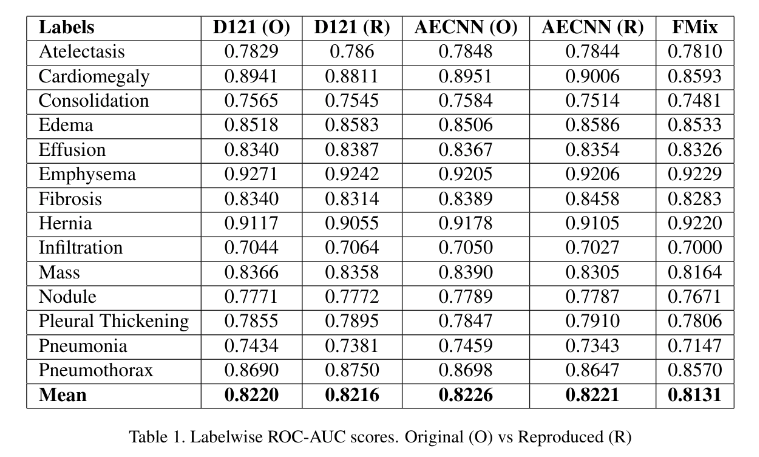 Labels D121 (O) D121 (R) AECNN (O) AECNN (R) FMix
Atelectasis 0.7829 0.786 0.7848 0.7844 0.7810
Cardiomegaly 0.8941 0.8811 0.8951 0.9006 0.8593
Consolidation 0.7565 0.7545 0.7584 0.7514 0.7481
Edema 0.8518 0.8583 0.8506 0.8586 0.8533
Effusion 0.8340 0.8387 0.8367 0.8354 0.8326
Emphysema 0.9271 0.9242 0.9205 0.9206 0.9229
Fibrosis 0.8340 0.8314 0.8389 0.8458 0.8283
Hernia 0.9117 0.9055 0.9178 0.9105 0.9220
Infiltration 0.7044 0.7064 0.7050 0.7027 0.7000
Mass 0.8366 0.8358 0.8390 0.8305 0.8164
Nodule 0.7771 0.7772 0.7789 0.7787 0.7671
Pleural Thickening 0.7855 0.7895 0.7847 0.7910 0.7806
Pneumonia 0.7434 0.7381 0.7459 0.7343 0.7147
Pneumothorax 0.8690 0.8750 0.8698 0.8647 0.8570
Mean 0.8220 0.8216 0.8226 0.8221 0.8131
Table 1. Labelwise ROC-AUC scores. Original (O) vs Reproduced (R)